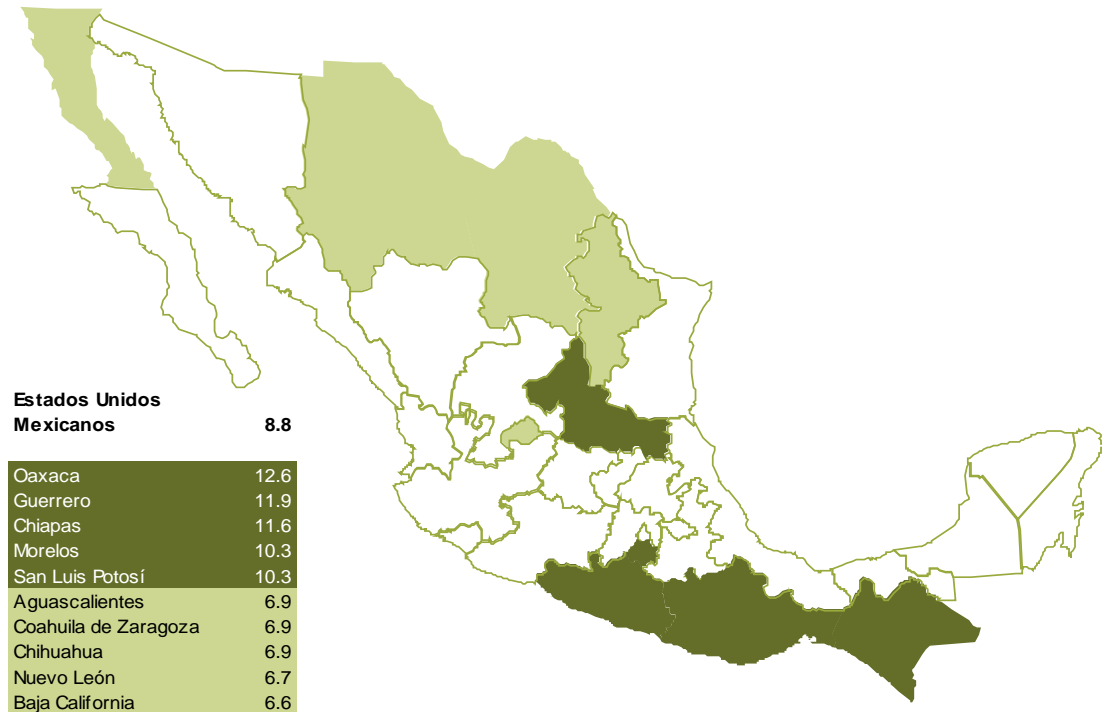 Estados Unidos
Mexicanos 8.8
Oaxaca 12.6
Guerrero 11.9
Chiapas 11.6
Morelos 10.3
San Luis Potosí 10.3
Aguascalientes 6.9
Coahuila de Zaragoza 6.9
Chihuahua 6.9
Nuevo León 6.7
Baja California 6.6